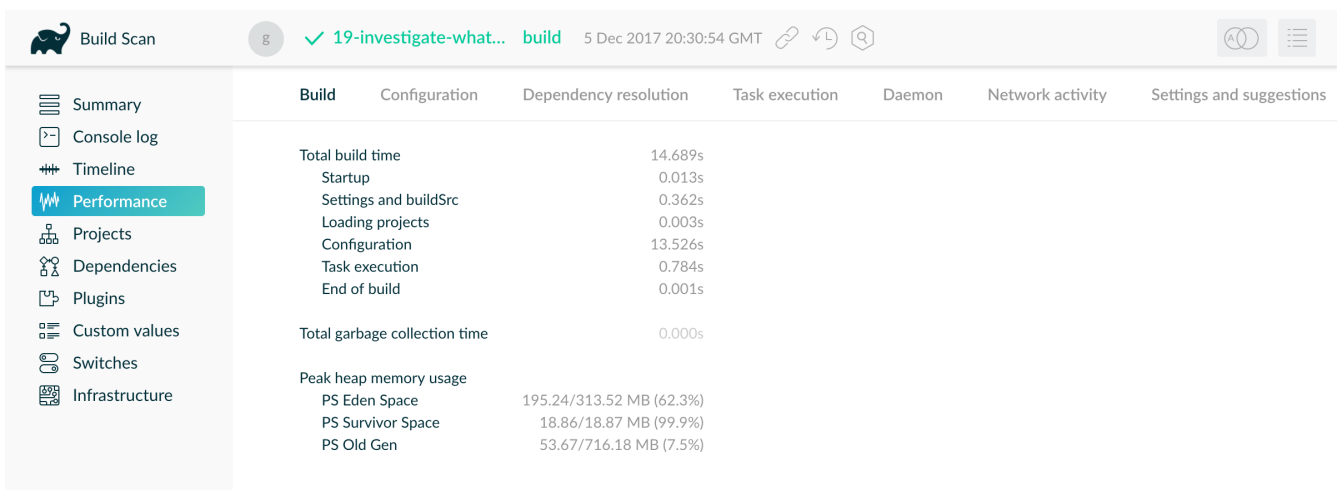 Build Scan
g 19-investigate-what... build 5 Dec 2017 20:30:54 GMT
A
Summary
Console log
Timeline
Performance
Projects
Dependencies
Plugins
Custom values
Switches
Infrastructure
Build Configuration Dependency resolution Task execution Daemon Network activity Settings and suggestions
Total build time 14.689s
Startup 0.013s
Settings and buildSrc 0.362s
Loading projects 0.003s
Configuration 13.526s
Task execution 0.784s
End of build 0.001s
Total garbage collection time 0.000s
Peak heap memory usage
PS Eden Space 195.24/313.52 MB (62.3%)
PS Survivor Space 18.86/18.87 MB (99.9%)
PS Old Gen 53.67/716.18 MB (7.5%)